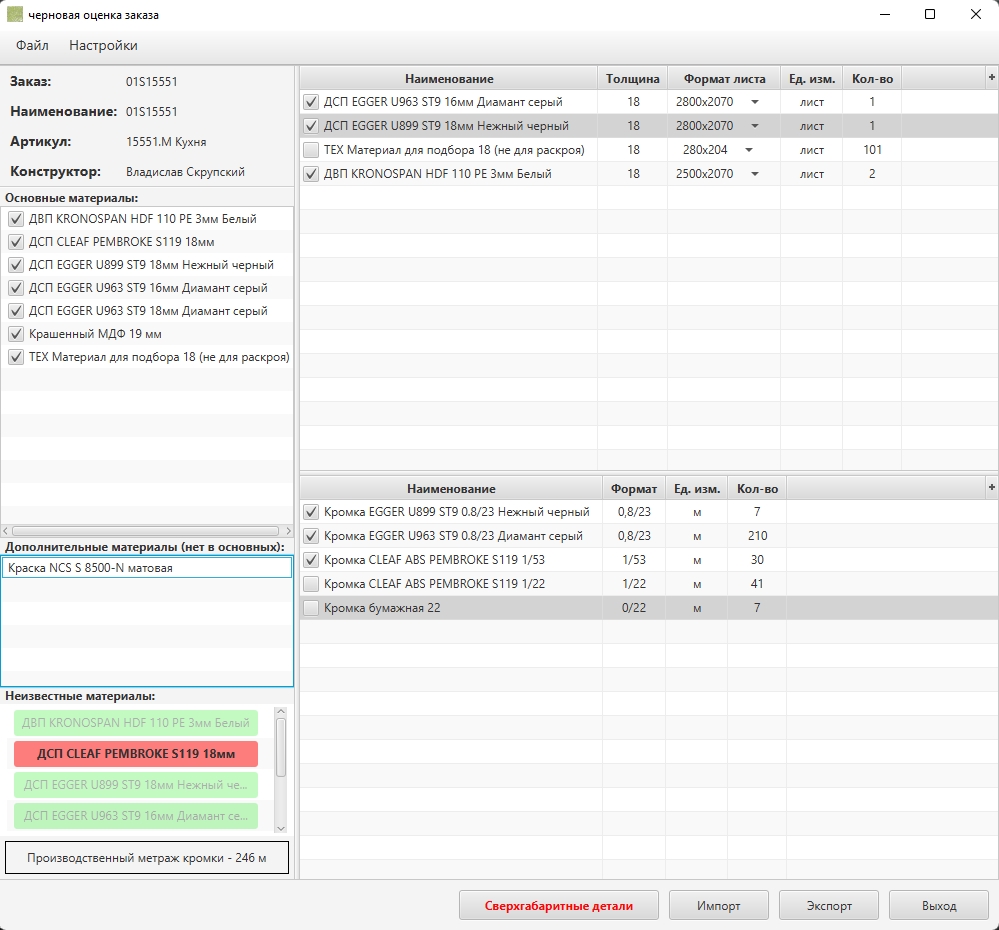 черновая оценка заказа
Файл Настройки
Заказ: 01S15551
Наименование: 01S15551
Артикул: 15551.М Кухня
Конструктор: Владислав Скрупский
Основные материалы:
ДВП KRONOSPAN HDF 110 PE 3мм Белый
ДСП CLEAF PEMBROKE S119 18мм
ДСП EGGER U899 ST9 18мм Нежный черный
ДСП EGGER U963 ST9 16мм Диамант серый
ДСП EGGER U963 ST9 18мм Диамант серый
Крашенный МДФ 19 мм
ТЕХ Материал для подбора 18 (не для раскроя)
Дополнительные материалы (нет в основных):
Краска NCS S 8500-N матовая
Неизвестные материалы:
ДВП KRONOSPAN HDF 110 PE 3мм Белый
ДСП CLEAF PEMBROKE S119 18мм
ДСП EGGER U899 ST9 18мм Нежный че...
ДСП EGGER U963 ST9 16мм Диамант се...
Производственный метраж кромки - 246 м
Наименование Толщина Формат листа Ед. изм. Кол-во +
ДСП EGGER U963 ST9 16мм Диамант серый 18 2800x2070 лист 1
ДСП EGGER U899 ST9 18мм Нежный черный 18 2800x2070 лист 1
ТЕХ Материал для подбора 18 (не для раскроя) 18 280x204 лист 101
ДВП KRONOSPAN HDF 110 PE 3мм Белый 18 2500x2070 лист 2
Наименование Формат Ед. изм. Кол-во +
Кромка EGGER U899 ST9 0.8/23 Нежный черный 0,8/23 м 7
Кромка EGGER U963 ST9 0.8/23 Диамант серый 0,8/23 м 210
Кромка CLEAF ABS PEMBROKE S119 1/53 1/53 м 30
Кромка CLEAF ABS PEMBROKE S119 1/22 1/22 м 41
Кромка бумажная 22 0/22 м 7
Сверхгабаритные детали Импорт Экспорт Выход